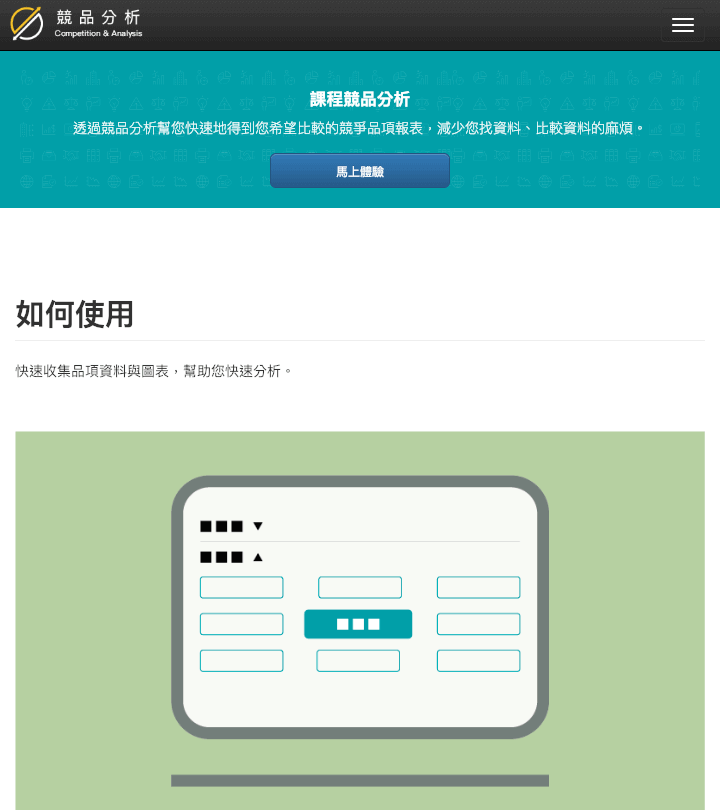 競品分析
Competition & Analysis
課程競品分析
透過競品分析幫您快速地得到您希望比較的競爭品項報表，減少您找資料、比較資料的麻煩。
馬上體驗
如何使用
快速收集品項資料與圖表，幫助您快速分析。